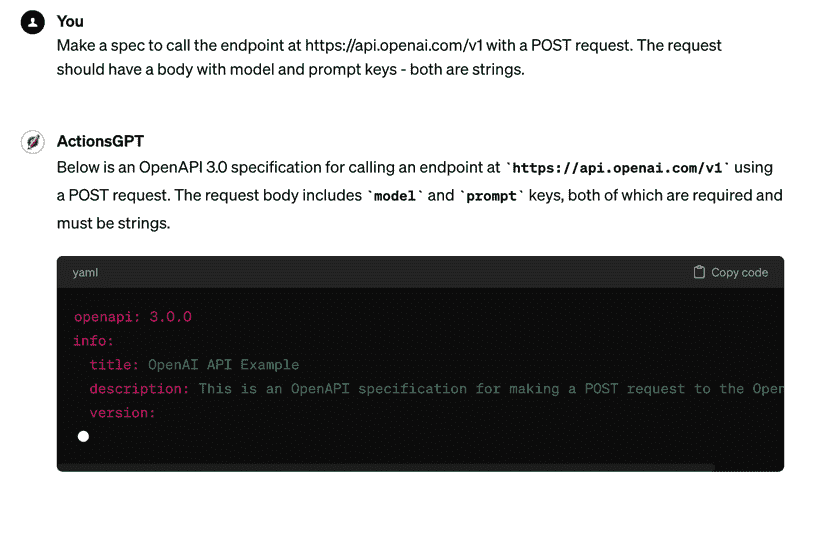 You
Make a spec to call the endpoint at https://api.openai.com/v1 with a POST request. The request
should have a body with model and prompt keys - both are strings.
ActionsGPT
Below is an OpenAPI 3.0 specification for calling an endpoint at `https://api.openai.com/v1` using
a POST request. The request body includes `model` and `prompt` keys, both of which are required and
must be strings.
yaml Copy code
openapi: 3.0.0
info:
  title: OpenAI API Example
  description: This is an OpenAPI specification for making a POST request to the Open
  version: